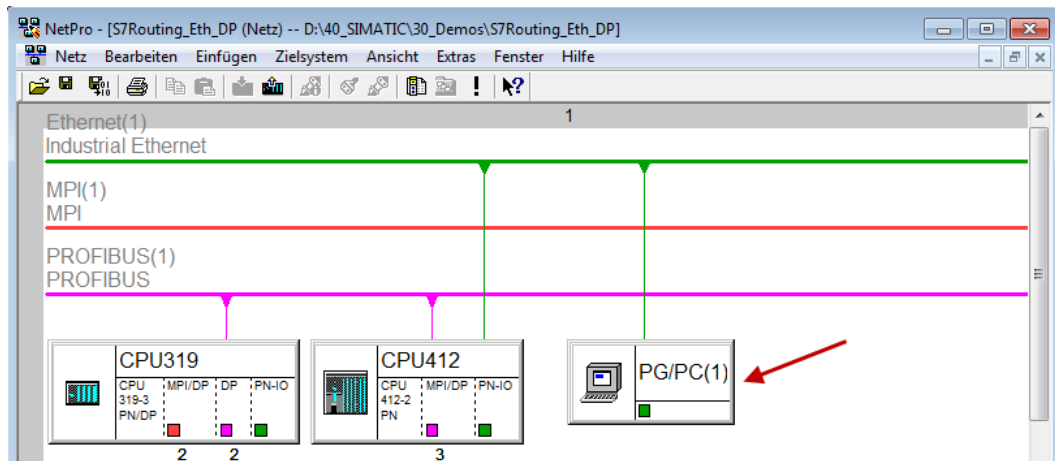 NetPro - [S7Routing_Eth_DP (Netz) -- D:\40_SIMATIC\30_Demos\S7Routing_Eth_DP]
Netz Bearbeiten Einfügen Zielsystem Ansicht Extras Fenster Hilfe
1
Ethernet(1)
Industrial Ethernet
MPI(1)
MPI
PROFIBUS(1)
PROFIBUS
CPU319
CPU
319-3
PN/DP
MPI/DP
DP
PN-IO
2
2
CPU412
CPU
412-2
PN
MPI/DP
PN-IO
3
PG/PC(1)